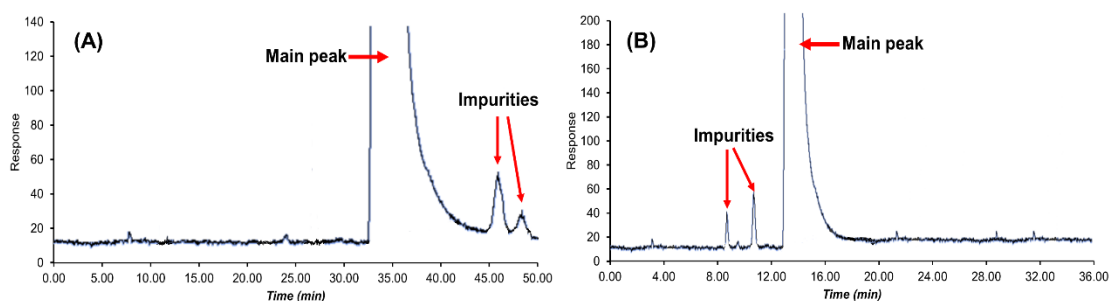 (A)
Main peak
Impurities
Response
140
120
100
80
60
40
20
0
0.00 5.00 10.00 15.00 20.00 25.00 30.00 35.00 40.00 45.00 50.00
Time (min)
(B)
Main peak
Impurities
Response
200
180
160
140
120
100
80
60
40
20
0
0.00 4.00 8.00 12.00 16.00 20.00 24.00 28.00 32.00 36.00
Time (min)